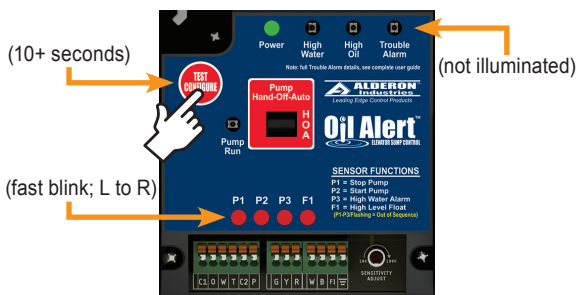 (10+ seconds)
Power
High
Water
High
Oil
Trouble
Alarm
(not illuminated)
Note: full Trouble Alarm details, see complete user guide
TEST
CONFIGURE
Pump
Hand-Off-Auto
H
O
A
ALDERON
Industries
Leading Edge Control Products
Pump
Run
Oil Alert™
ELEVATOR SUMP CONTROL
(fast blink; L to R)
P1 P2 P3 F1
SENSOR FUNCTIONS
P1 = Stop Pump
P2 = Start Pump
P3 = High Water Alarm
F1 = High Level Float
(P1-P3/Flashing = Out of Sequence)
C1 O W T C2 P
G Y R
W B F1
10K 100K
SENSITIVITY
ADJUST